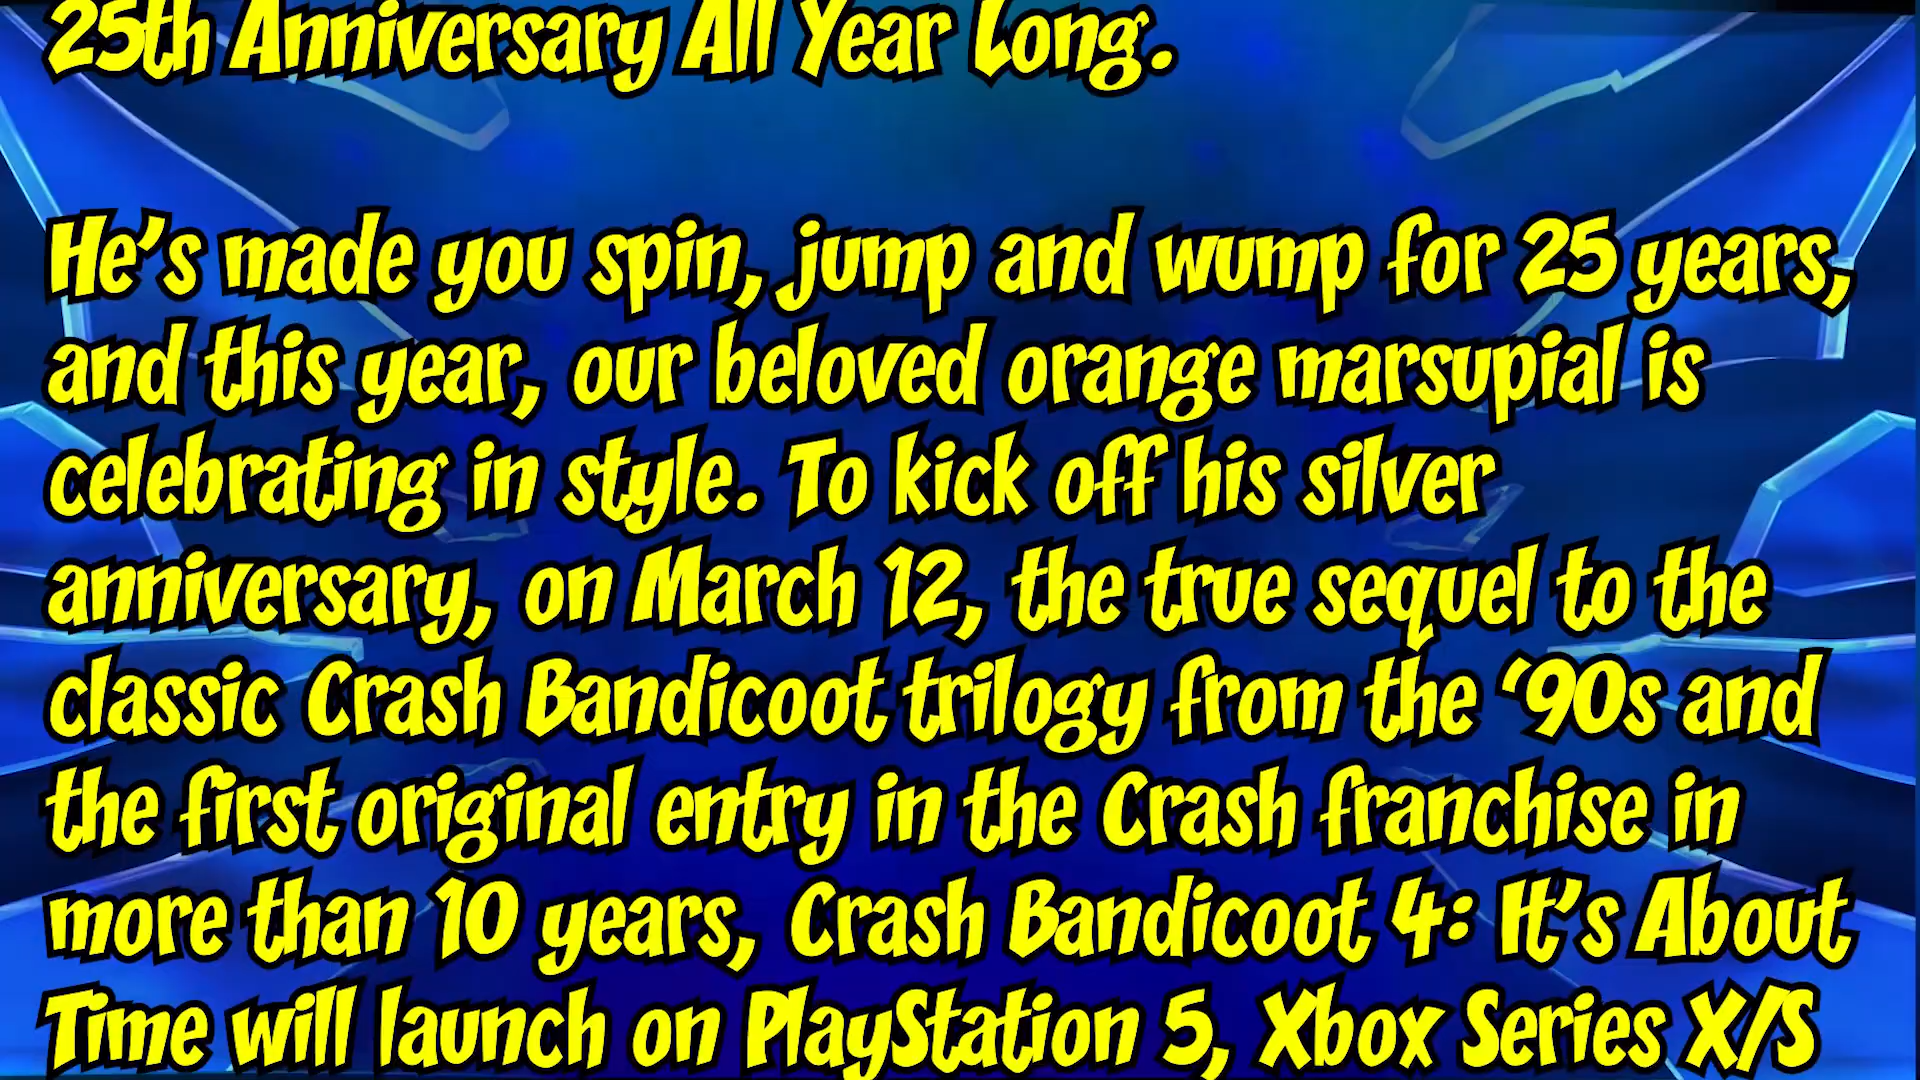 25th Anniversary All Year Long.
He's made you spin, jump and wump for 25 years,
and this year, our beloved orange marsupial is
celebrating in style. To kick off his silver
anniversary, on March 12, the true sequel to the
classic Crash Bandicoot trilogy from the ‘90s and
the first original entry in the Crash franchise in
more than 10 years, Crash Bandicoot 4: It's About
Time will launch on PlayStation 5, Xbox Series X/S